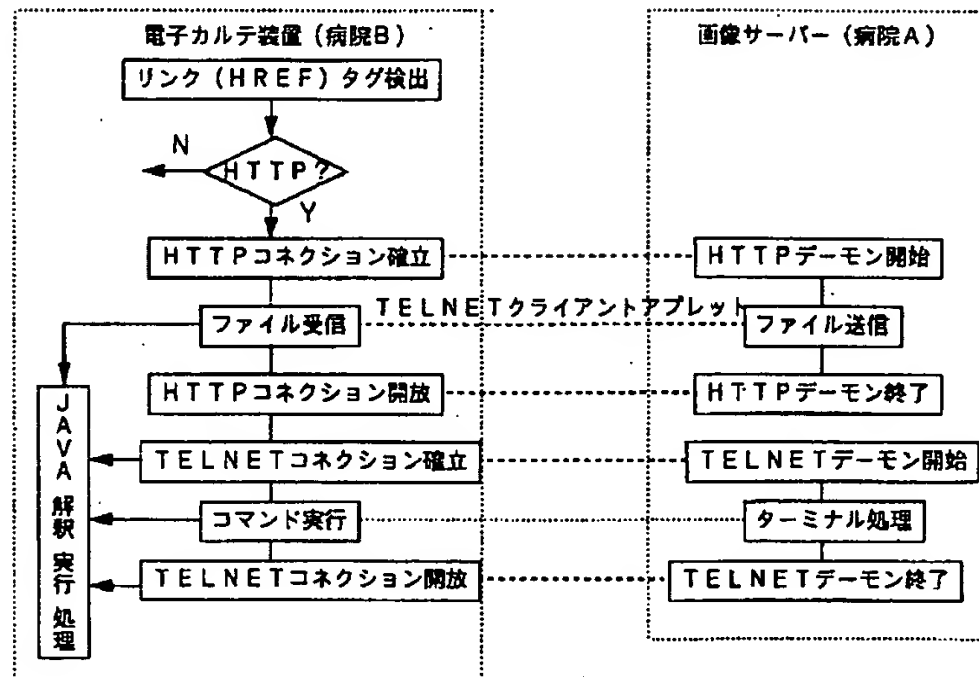 電子カルテ装置（病院B）
リンク（HREF）タグ検出
N
HTTP?
Y
HTTPコネクション確立
ファイル受信
HTTPコネクション開放
TELNETコネクション確立
コマンド実行
TELNETコネクション開放
JAVA解釈実行処理
TELNETクライアントアプレット
画像サーバー（病院A）
HTTPデーモン開始
ファイル送信
HTTPデーモン終了
TELNETデーモン開始
ターミナル処理
TELNETデーモン終了